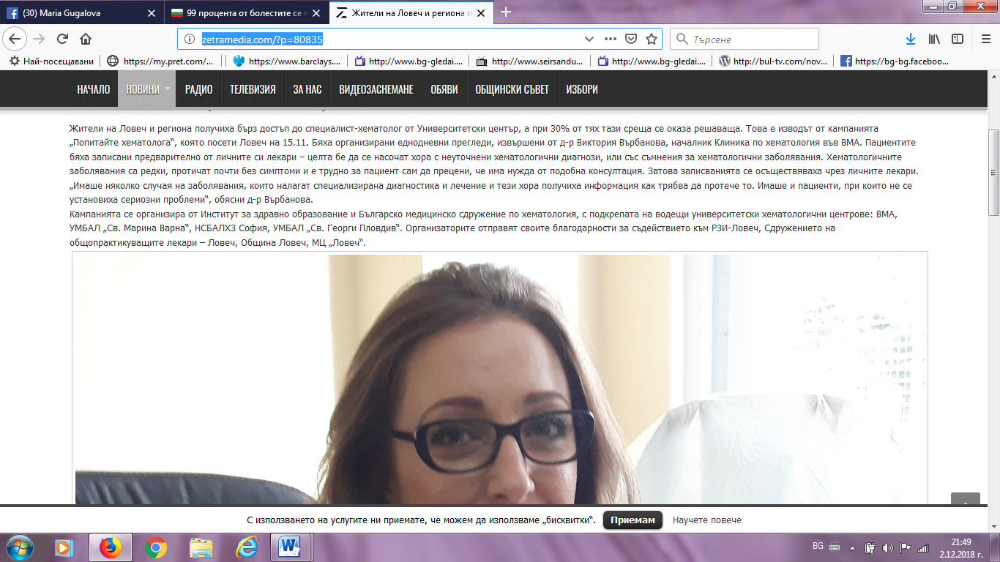 (30) Maria Gugalova
99 процента от болестите се п
Жители на Ловеч и региона п
zetramedia.com/?p=80835
Търсене
Най-посещавани
https://my.pret.com/...
https://www.barclays....
http://www.bg-gledai....
http://www.seirsandu...
http://www.bg-gledai....
http://bul-tv.com/nov...
https://bg-bg.faceboo...
НАЧАЛО НОВИНИ РАДИО ТЕЛЕВИЗИЯ ЗА НАС ВИДЕОЗАСНЕМАНЕ ОБЯВИ ОБЩИНСКИ СЪВЕТ ИЗБОРИ
Жители на Ловеч и региона получиха бърз достъп до специалист-хематолог от Университетски център, а при 30% от тях тази среща се оказа решаваща. Това е изводът от кампанията
„Попитайте хематолога“, която посети Ловеч на 15.11. Бяха организирани еднодневни прегледи, извършени от д-р Виктория Върбанова, началник Клиника по хематология във ВМА. Пациентите
бяха записани предварително от личните си лекари – целта бе да се насочат хора с неуточнени хематологични диагнози, или със съмнения за хематологични заболявания. Хематологичните
заболявания са редки, протичат почти без симптоми и е трудно за пациент сам да прецени, че има нужда от подобна консултация. Затова записванията се осъществяваха чрез личните лекари.
„Имаше няколко случая на заболявания, които налагат специализирана диагностика и лечение и тези хора получиха информация как трябва да протече то. Имаше и пациенти, при които не се
установиха сериозни проблеми“, обясни д-р Върбанова.
Кампанията се организира от Институт за здравно образование и Българско медицинско сдружение по хематология, с подкрепата на водещи университетски хематологични центрове: ВМА,
УМБАЛ „Св. Марина Варна“, НСБАЛХЗ София, УМБАЛ „Св. Георги Пловдив“. Организаторите отправят своите благодарности за съдействието към РЗИ-Ловеч, Сдружението на
общопрактикуващите лекари – Ловеч, Община Ловеч, МЦ „Ловеч“.
С използването на услугите ни приемате, че можем да използваме „бисквитки“. Приемам Научете повече
BG
21:49
2.12.2018 г.